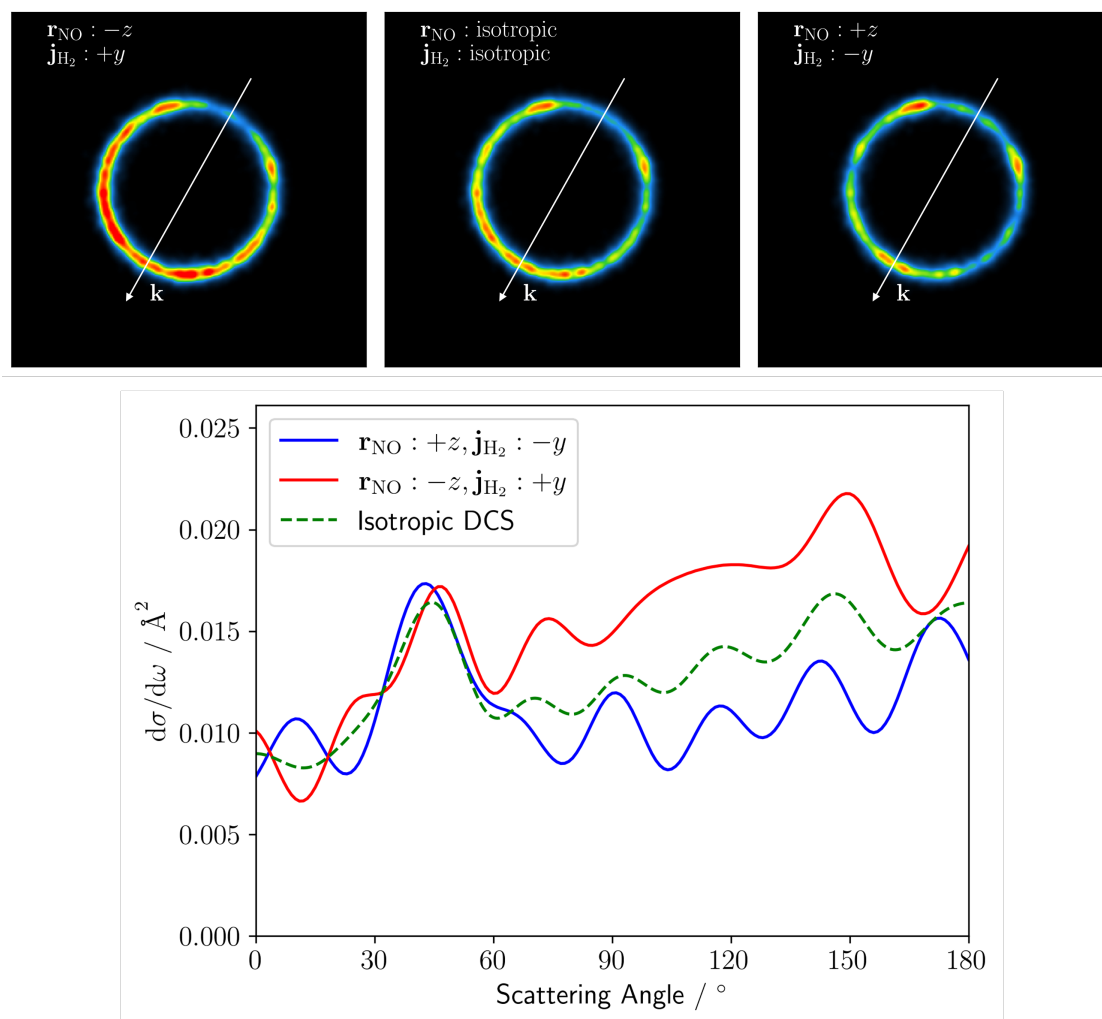 r_NO : −z
j_H₂ : +y
k
r_NO : isotropic
j_H₂ : isotropic
k
r_NO : +z
j_H₂ : −y
k
r_NO : +z, j_H₂ : −y
r_NO : −z, j_H₂ : +y
Isotropic DCS
0.025
0.020
0.015
0.010
0.005
0.000
dσ/dω / Å²
0 30 60 90 120 150 180
Scattering Angle / °